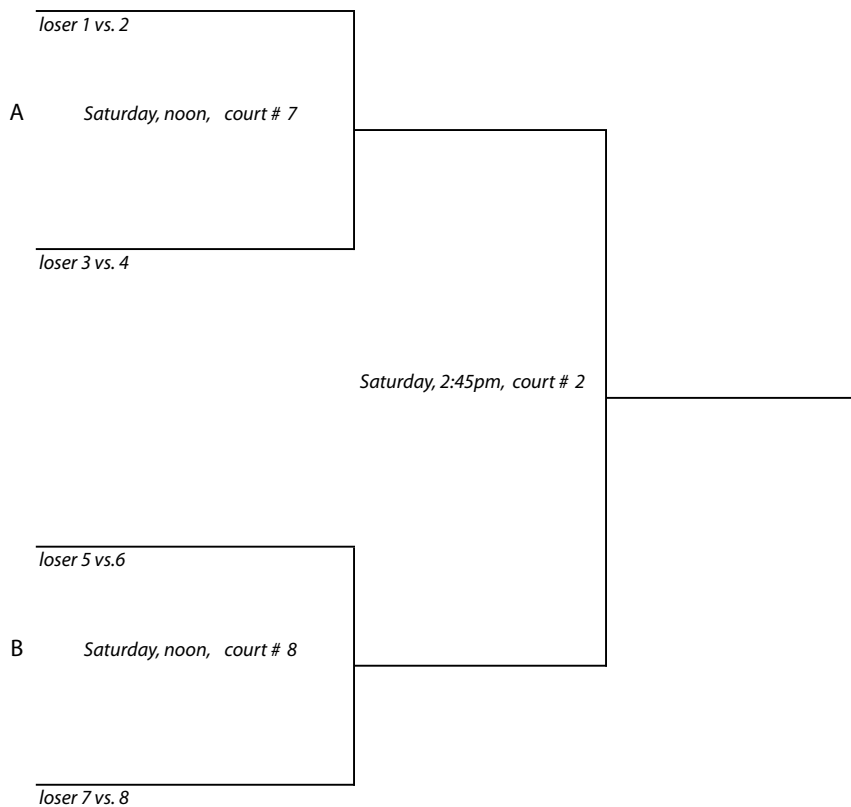 loser 1 vs. 2
A Saturday, noon, court # 7
loser 3 vs. 4
Saturday, 2:45pm, court # 2
loser 5 vs.6
B Saturday, noon, court # 8
loser 7 vs. 8